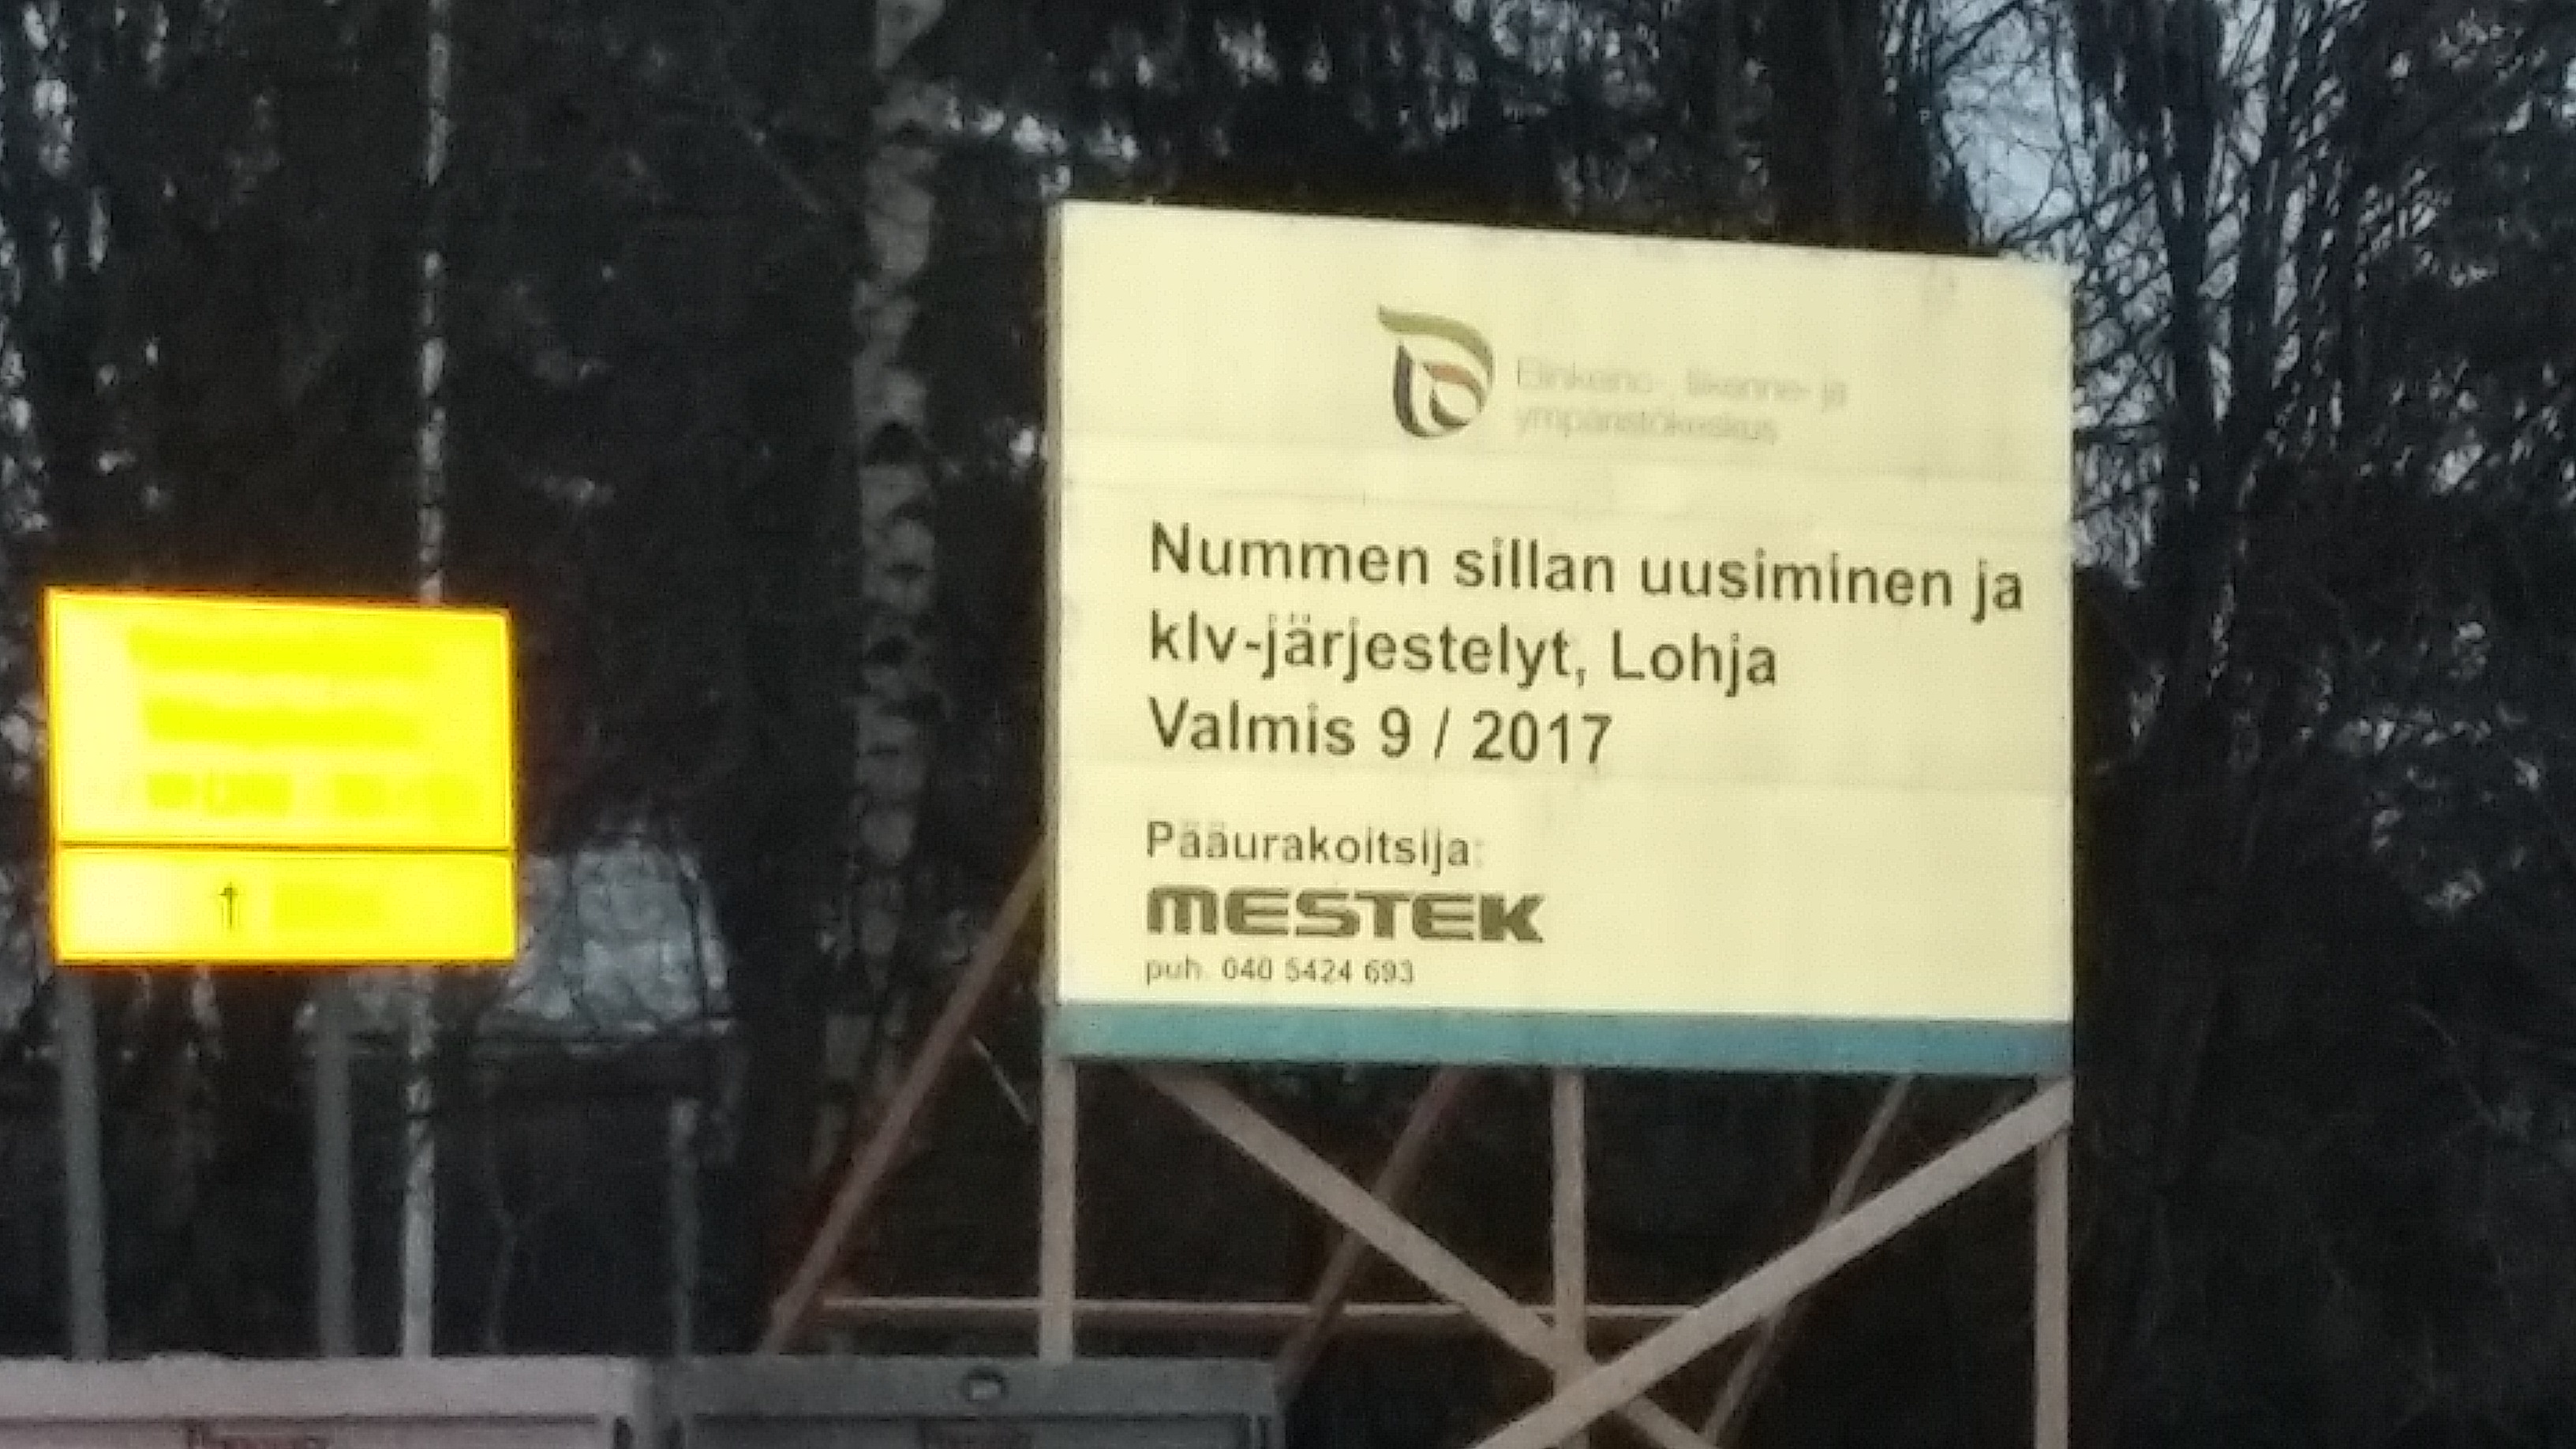 Elinkeino-, liikenne- ja
ympäristökeskus
Nummen sillan uusiminen ja
klv-järjestelyt, Lohja
Valmis 9 / 2017
Pääurakoitsija:
MESTEK
puh. 040 5424 693